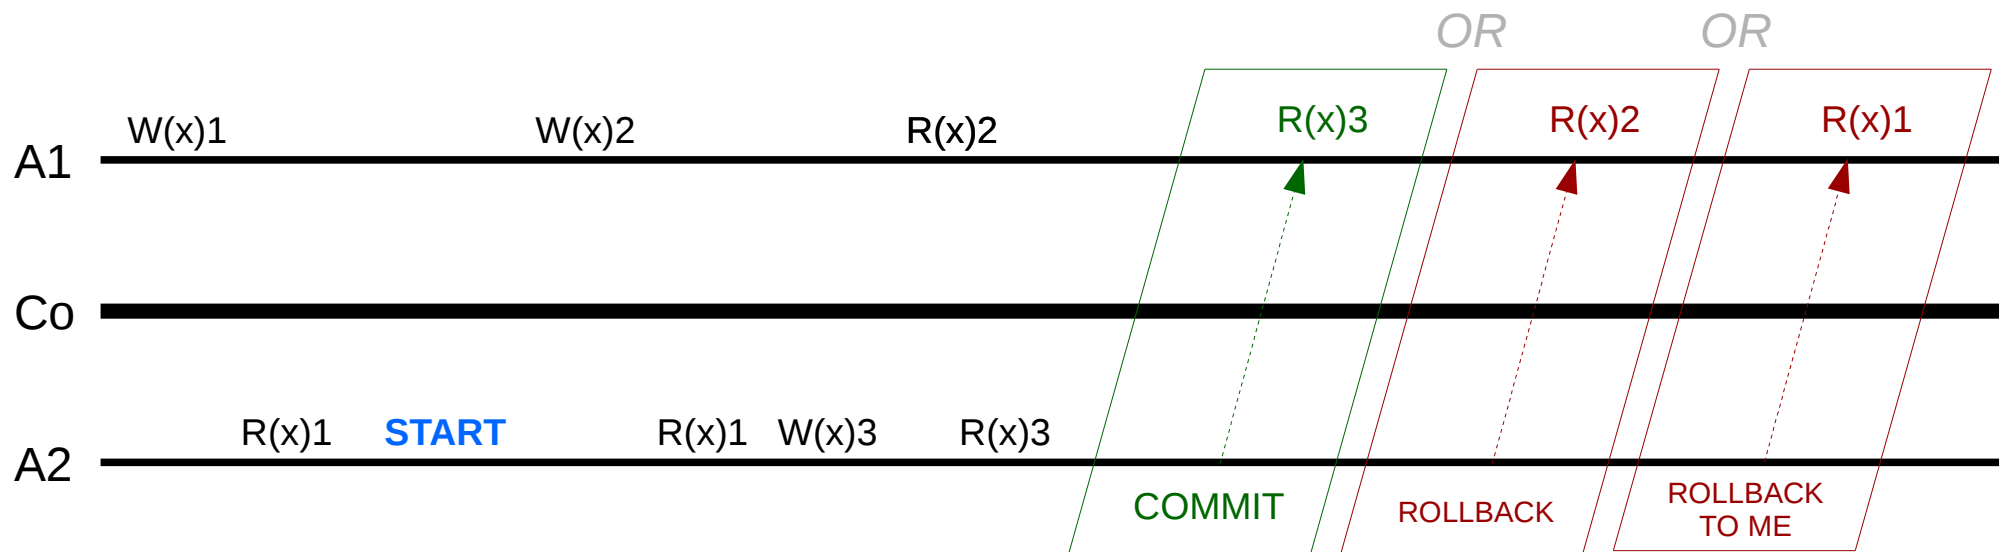 OR OR
W(x)1 W(x)2 R(x)2 R(x)3 R(x)2 R(x)1
A1
Co
R(x)1 START R(x)1 W(x)3 R(x)3
A2
COMMIT
ROLLBACK
ROLLBACK
TO ME